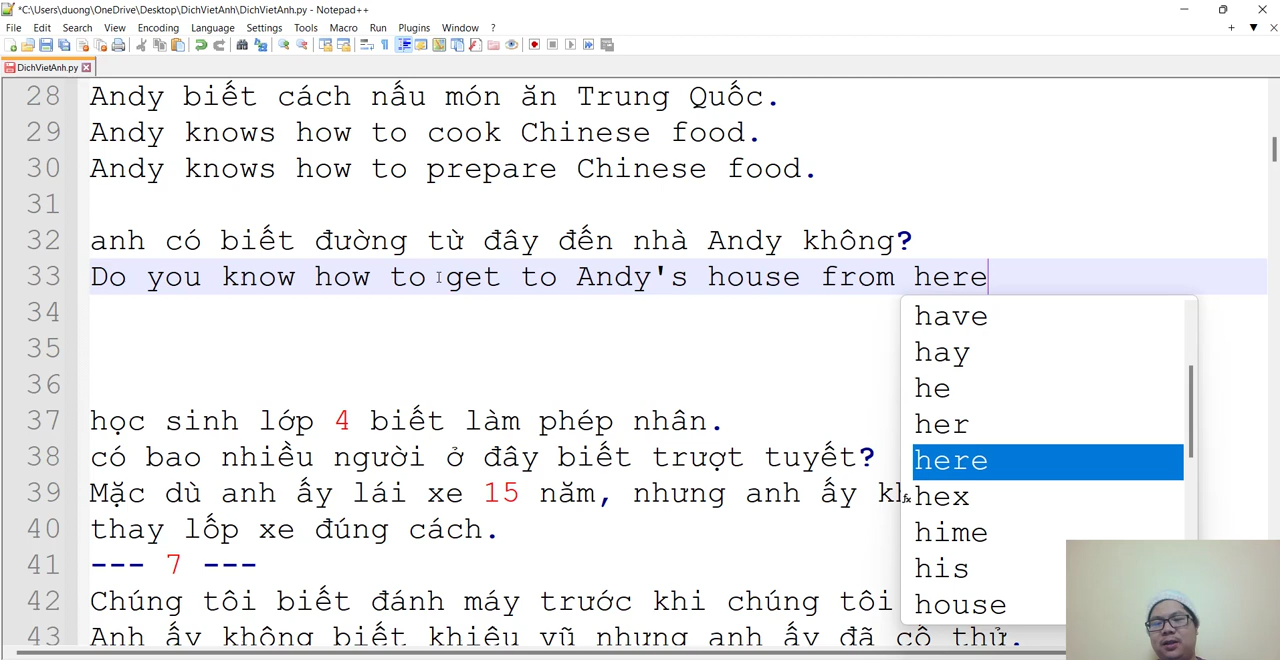 *C:\Users\duong\OneDrive\Desktop\DichVietAnh\DichVietAnh.py - Notepad++
File Edit Search View Encoding Language Settings Tools Macro Run Plugins Window ?
DichVietAnh.py
28 Andy biết cách nấu món ăn Trung Quốc.
29 Andy knows how to cook Chinese food.
30 Andy knows how to prepare Chinese food.
31
32 anh có biết đường từ đây đến nhà Andy không?
33 Do you know how to get to Andy's house from here
34
35
36
37 học sinh lớp 4 biết làm phép nhân.
38 có bao nhiều người ở đây biết trượt tuyết?
39 Mặc dù anh ấy lái xe 15 năm, nhưng anh ấy
40 thay lốp xe đúng cách.
41 --- 7 ---
42 Chúng tôi biết đánh máy trước khi chúng tôi
43 Anh ấy không biết khiêu vũ nhưng anh ấy đã cố thử.
have
hay
he
her
here
hex
hime
his
house